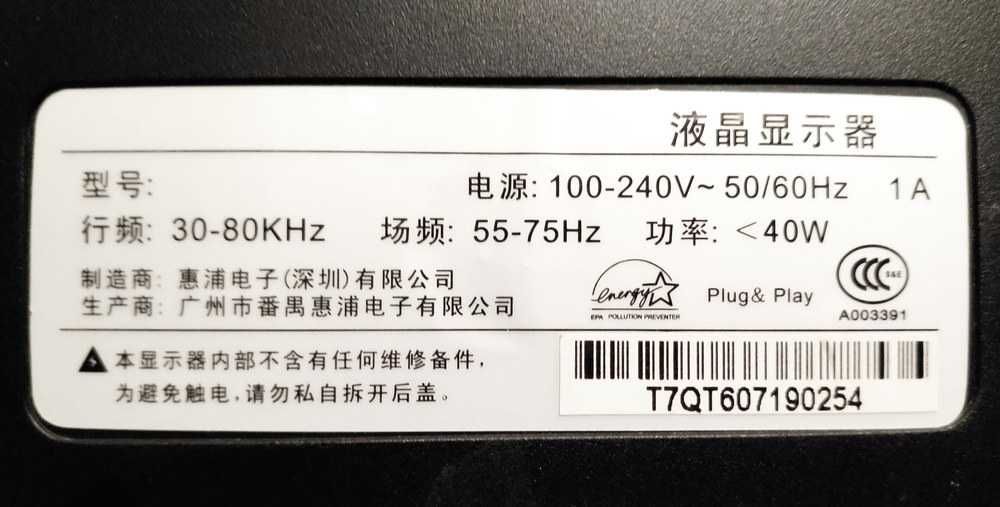 液晶显示器
型号: 电源: 100-240V~ 50/60Hz 1A
行频: 30-80KHz 场频: 55-75Hz 功率: <40W
制造商: 惠浦电子(深圳)有限公司
生产商: 广州市番禺惠浦电子有限公司
energy
EPA POLLUTION PREVENTER
Plug& Play
CCC S&E
A003391
本显示器内部不含有任何维修备件,
为避免触电,请勿私自拆开后盖。
T7QT607190254